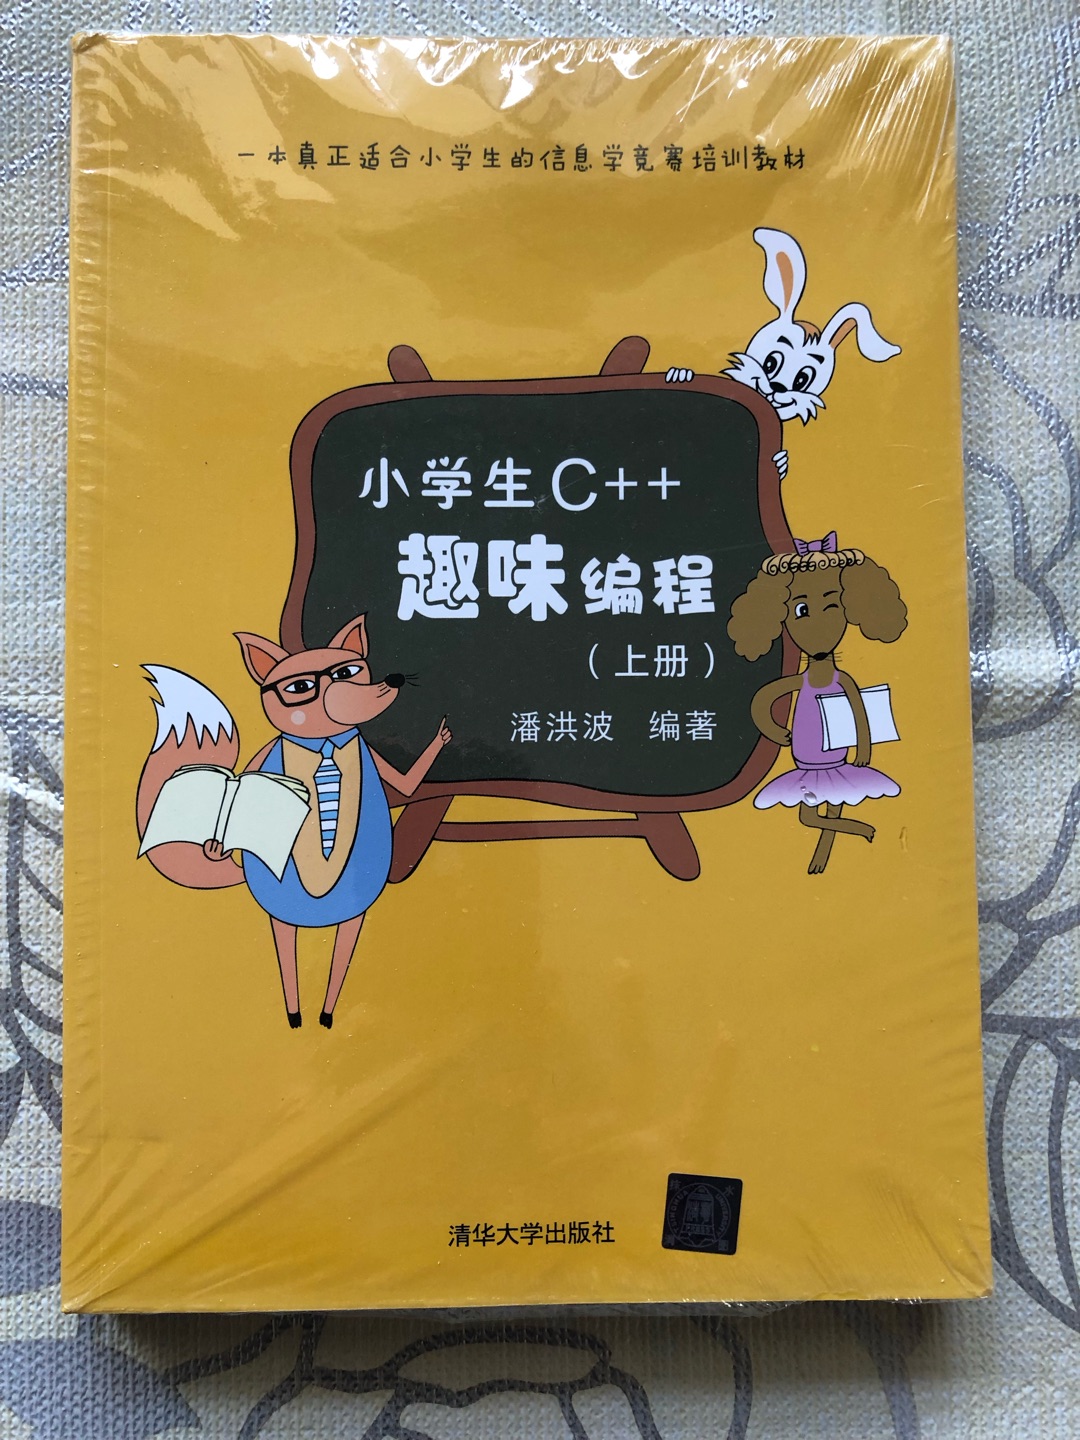 一本真正适合小学生的信息学竞赛培训教材
小学生C++
趣味编程
（上册）
潘洪波 编著
清华大学出版社